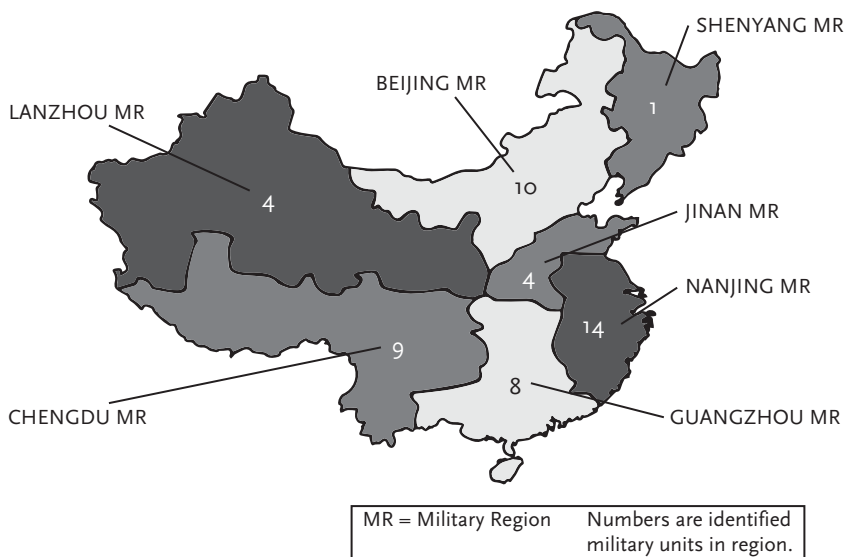 SHENYANG MR
BEIJING MR
LANZHOU MR
1
10
4
JINAN MR
4
NANJING MR
14
9
8
CHENGDU MR
GUANGZHOU MR
MR = Military Region
Numbers are identified
military units in region.